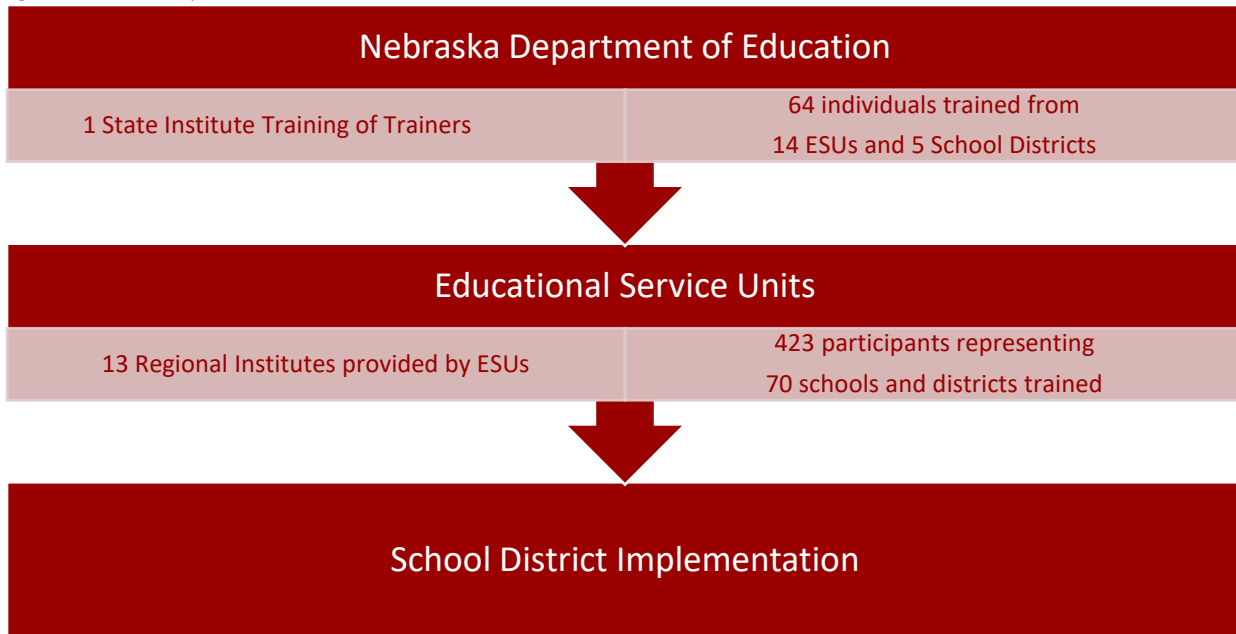 Nebraska Department of Education
1 State Institute Training of Trainers
64 individuals trained from
14 ESUs and 5 School Districts
Educational Service Units
13 Regional Institutes provided by ESUs
423 participants representing
70 schools and districts trained
School District Implementation